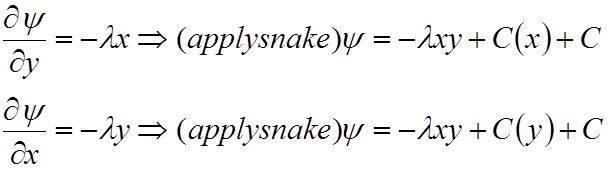 ∂ψ/∂y = −λx ⇒ (applysnake)ψ = −λxy + C(x) + C
∂ψ/∂x = −λy ⇒ (applysnake)ψ = −λxy + C(y) + C